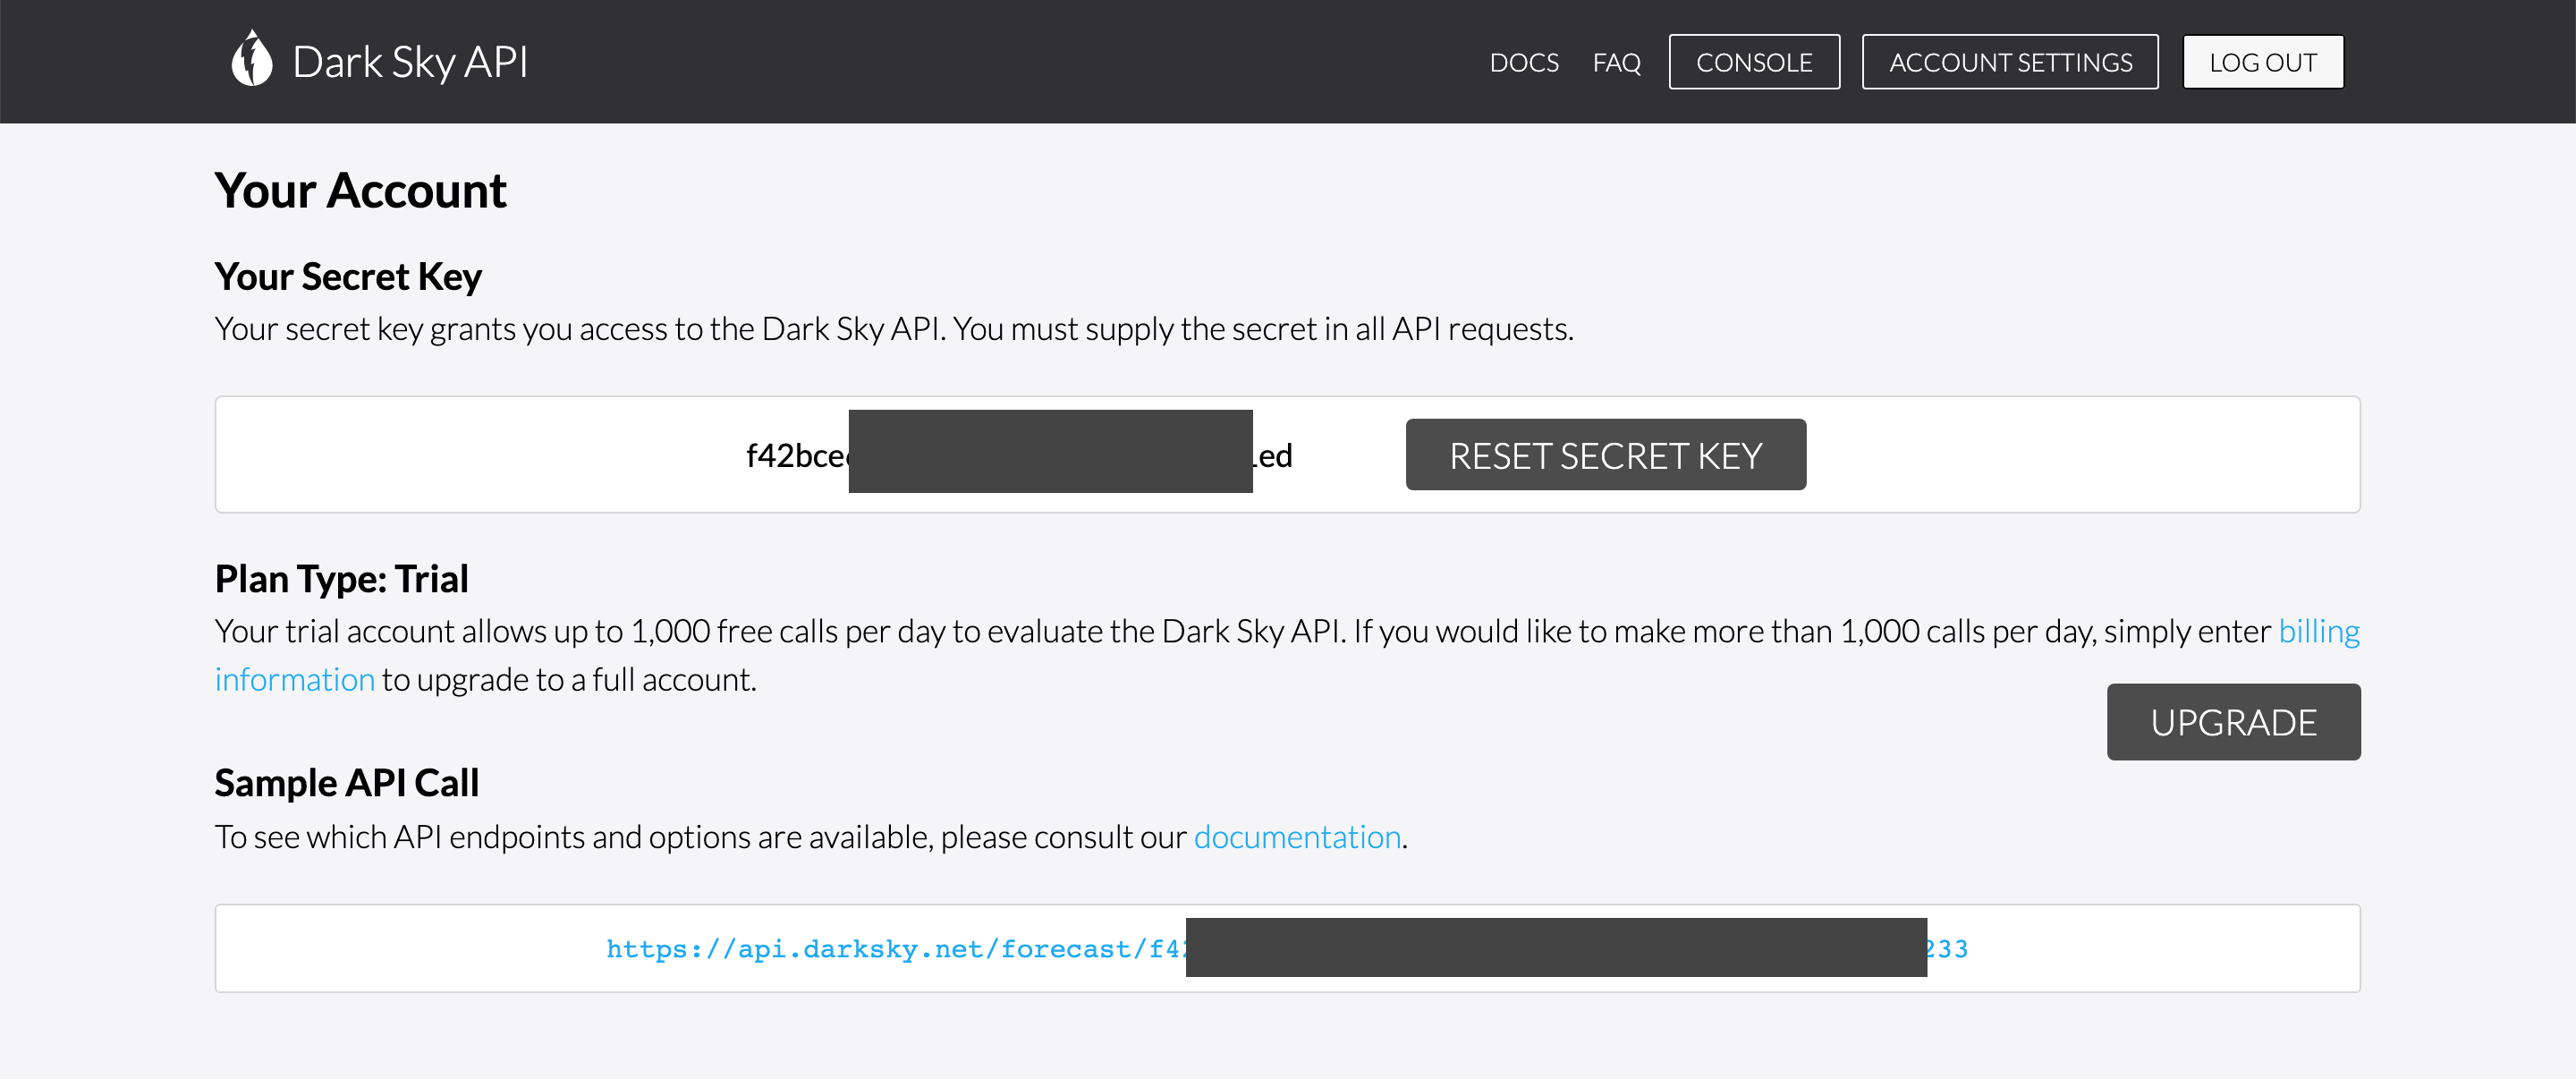 Dark Sky API
DOCS FAQ CONSOLE ACCOUNT SETTINGS LOG OUT
Your Account
Your Secret Key
Your secret key grants you access to the Dark Sky API. You must supply the secret in all API requests.
f42bce ed RESET SECRET KEY
Plan Type: Trial
Your trial account allows up to 1,000 free calls per day to evaluate the Dark Sky API. If you would like to make more than 1,000 calls per day, simply enter billing
information to upgrade to a full account.
UPGRADE
Sample API Call
To see which API endpoints and options are available, please consult our documentation.
https://api.darksky.net/forecast/f4 233